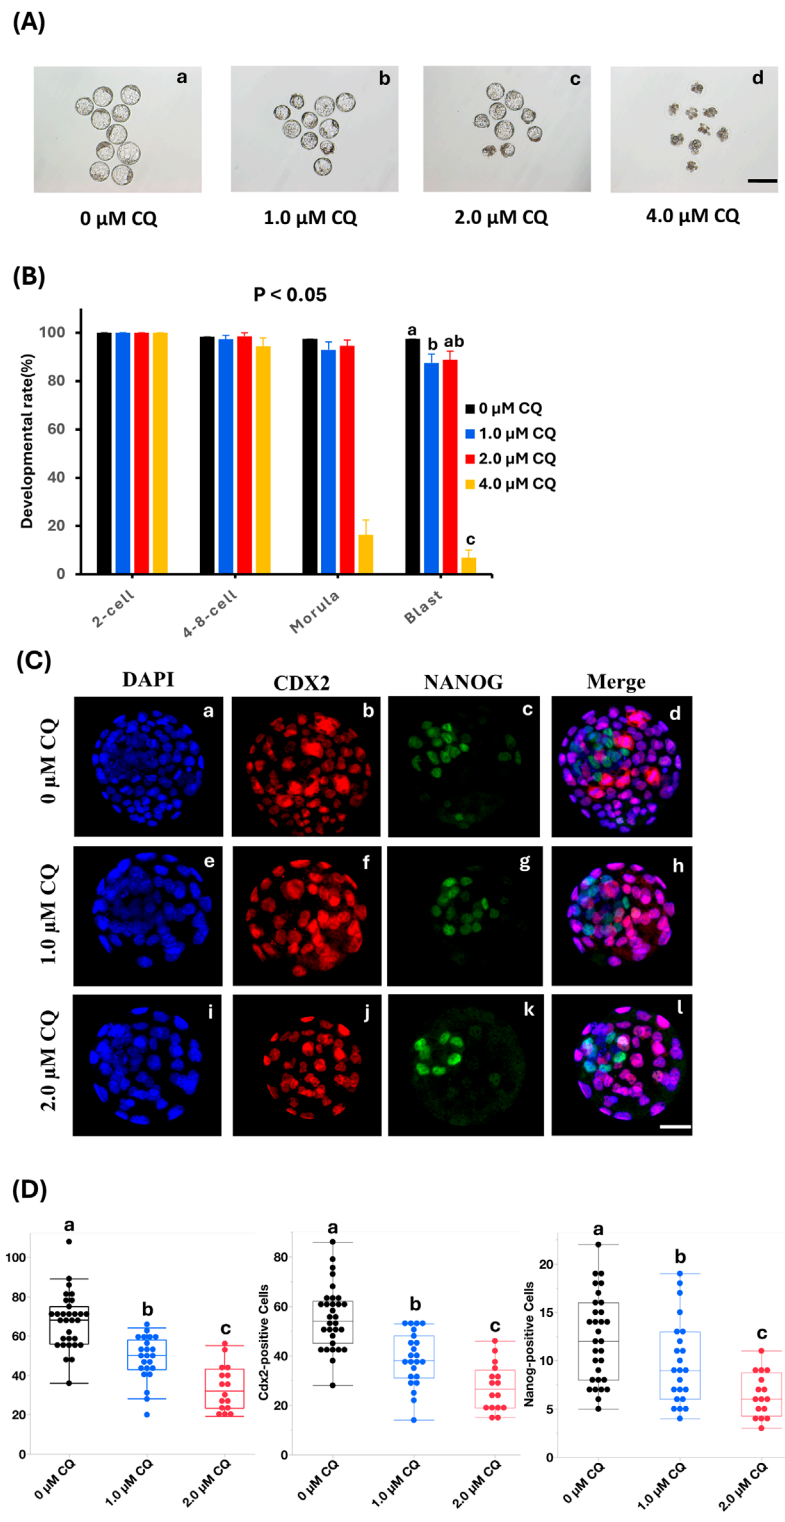 (A)
a
b
c
d
0 µM CQ
1.0 µM CQ
2.0 µM CQ
4.0 µM CQ
(B)
P < 0.05
Developmental rate(%)
100
80
60
40
20
0
a
b
ab
c
0 µM CQ
1.0 µM CQ
2.0 µM CQ
4.0 µM CQ
2-cell
4-8-cell
Morula
Blast
(C)
DAPI
CDX2
NANOG
Merge
0 µM CQ
a
b
c
d
1.0 µM CQ
e
f
g
h
2.0 µM CQ
i
j
k
l
(D)
a
b
c
100
80
60
40
20
0
0 µM CQ
1.0 µM CQ
2.0 µM CQ
Cdx2-positive Cells
a
b
c
80
60
40
20
0
0 µM CQ
1.0 µM CQ
2.0 µM CQ
Nanog-positive Cells
a
b
c
20
15
10
5
0
0 µM CQ
1.0 µM CQ
2.0 µM CQ